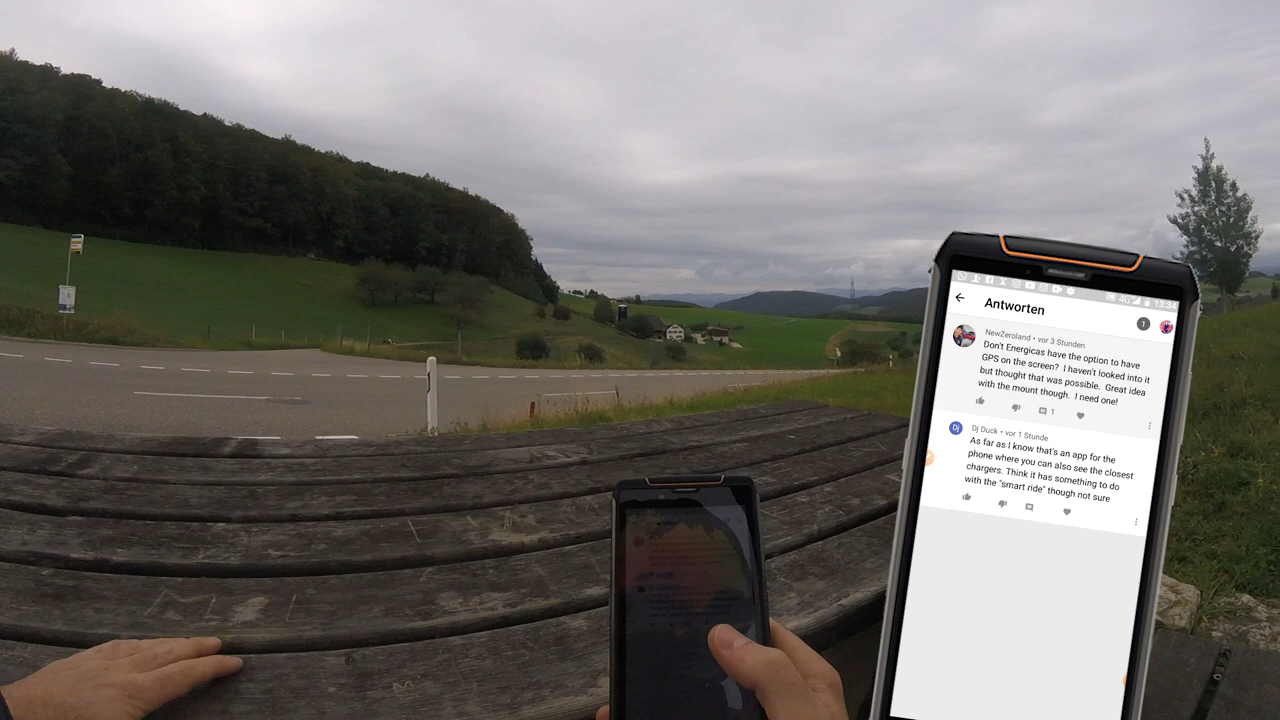 4G 13:34
Antworten
1
NewZeroland • vor 3 Stunden
Don't Energicas have the option to have
GPS on the screen? I haven't looked into it
but thought that was possible. Great idea
with the mount though. I need one!
1
Dj
Dj Duck • vor 1 Stunde
As far as I know that's an app for the
phone where you can also see the closest
chargers. Think it has something to do
with the "smart ride" though not sure